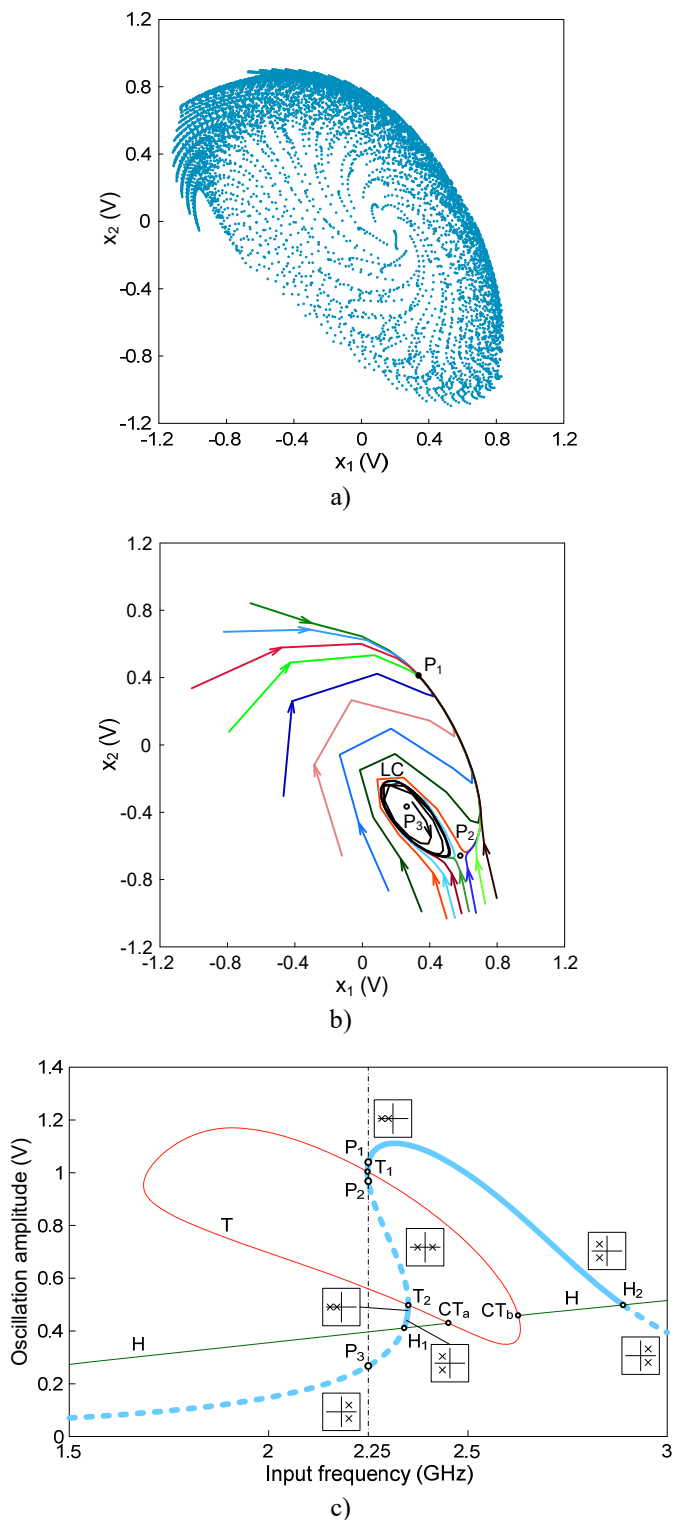 1.2
0.8
0.4
0
-0.4
-0.8
-1.2
x2 (V)
-1.2 -0.8 -0.4 0 0.4 0.8 1.2
x1 (V)
a)
1.2
0.8
0.4
0
-0.4
-0.8
-1.2
x2 (V)
P1
LC
P2
P3
-1.2 -0.8 -0.4 0 0.4 0.8 1.2
x1 (V)
b)
1.4
1.2
1
0.8
0.6
0.4
0.2
0
Oscillation amplitude (V)
P1
T1
P2
T
T2
CTa
CTb
H
H2
H
H1
P3
1.5 2 2.25 2.5 3
Input frequency (GHz)
c)